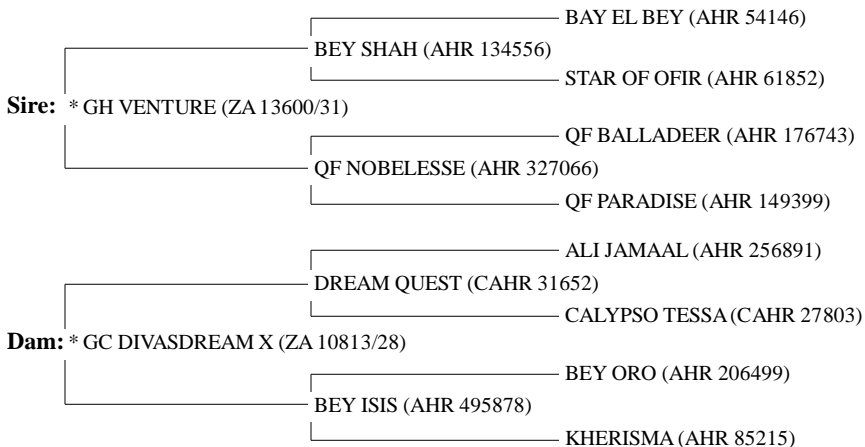 BAY EL BEY (AHR 54146)
BEY SHAH (AHR 134556)
STAR OF OFIR (AHR 61852)
Sire: * GH VENTURE (ZA 13600/31)
QF BALLADEER (AHR 176743)
QF NOBELESSE (AHR 327066)
QF PARADISE (AHR 149399)
ALI JAMAAL (AHR 256891)
DREAM QUEST (CAHR 31652)
CALYPSO TESSA (CAHR 27803)
Dam: * GC DIVASDREAM X (ZA 10813/28)
BEY ORO (AHR 206499)
BEY ISIS (AHR 495878)
KHERISMA (AHR 85215)